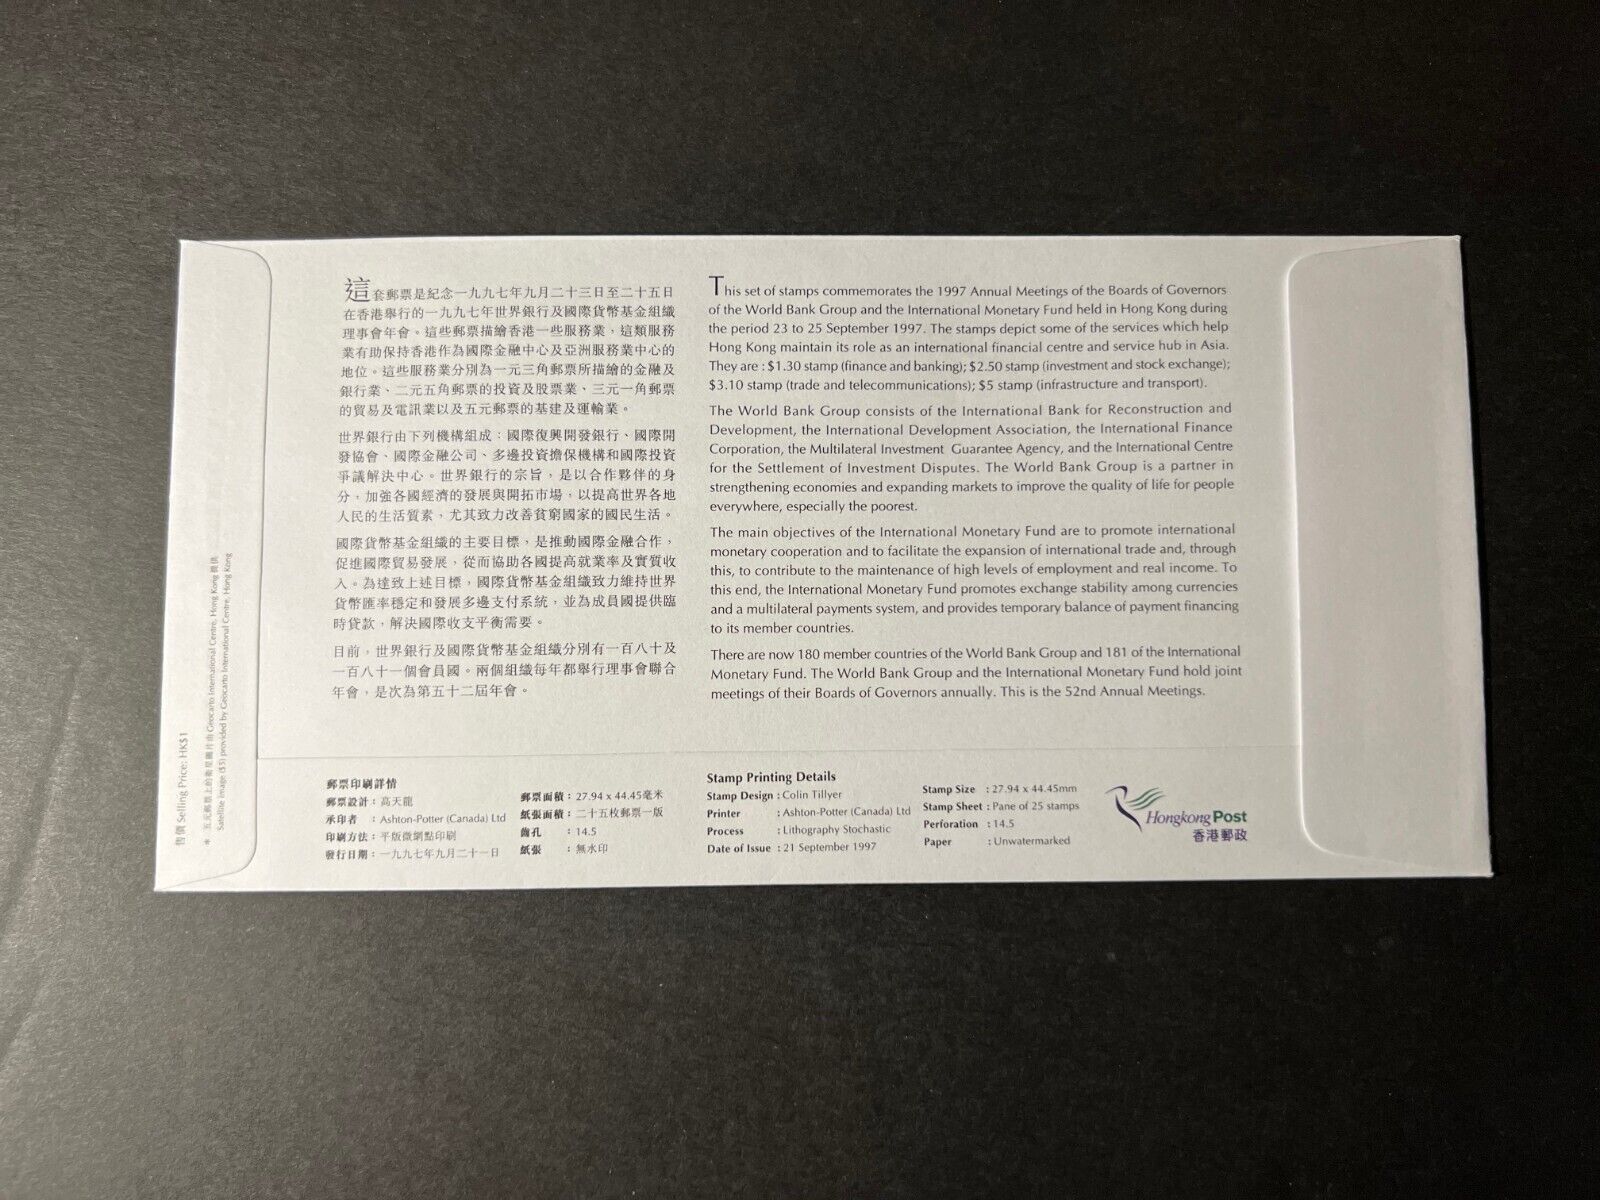 這套郵票是紀念一九九七年九月二十三日至二十五日
在香港舉行的一九九七年世界銀行及國際貨幣基金組織
理事會年會。這些郵票描繪香港一些服務業，這類服務
業有助保持香港作為國際金融中心及亞洲服務業中心的
地位。這些服務業分別為一元三角郵票所描繪的金融及
銀行業、二元五角郵票的投資及股票業、三元一角郵票
的貿易及電訊業以及五元郵票的基建及運輸業。
世界銀行由下列機構組成：國際復興開發銀行、國際開
發協會、國際金融公司、多邊投資擔保機構和國際投資
爭議解決中心。世界銀行的宗旨，是以合作夥伴的身
分，加強各國經濟的發展與開拓市場，以提高世界各地
人民的生活質素，尤其致力改善貧窮國家的國民生活。
國際貨幣基金組織的主要目標，是推動國際金融合作，
促進國際貿易發展，從而協助各國提高就業率及實質收
入。為達致上述目標，國際貨幣基金組織致力維持世界
貨幣匯率穩定和發展多邊支付系統，並為成員國提供臨
時貸款，解決國際收支平衡需要。
目前，世界銀行及國際貨幣基金組織分別有一百八十及
一百八十一個會員國。兩個組織每年都舉行理事會聯合
年會，是次為第五十二屆年會。
This set of stamps commemorates the 1997 Annual Meetings of the Boards of Governors
of the World Bank Group and the International Monetary Fund held in Hong Kong during
the period 23 to 25 September 1997. The stamps depict some of the services which help
Hong Kong maintain its role as an international financial centre and service hub in Asia.
They are : $1.30 stamp (finance and banking); $2.50 stamp (investment and stock exchange);
$3.10 stamp (trade and telecommunications); $5 stamp (infrastructure and transport).
The World Bank Group consists of the International Bank for Reconstruction and
Development, the International Development Association, the International Finance
Corporation, the Multilateral Investment Guarantee Agency, and the International Centre
for the Settlement of Investment Disputes. The World Bank Group is a partner in
strengthening economies and expanding markets to improve the quality of life for people
everywhere, especially the poorest.
The main objectives of the International Monetary Fund are to promote international
monetary cooperation and to facilitate the expansion of international trade and, through
this, to contribute to the maintenance of high levels of employment and real income. To
this end, the International Monetary Fund promotes exchange stability among currencies
and a multilateral payments system, and provides temporary balance of payment financing
to its member countries.
There are now 180 member countries of the World Bank Group and 181 of the International
Monetary Fund. The World Bank Group and the International Monetary Fund hold joint
meetings of their Boards of Governors annually. This is the 52nd Annual Meetings.
售價 Selling Price: HK$1
* 五元郵票上的衛星圖片由 Geocarto International Centre, Hong Kong 提供
Satellite image ($5) provided by Geocarto International Centre, Hong Kong
郵票印刷詳情
郵票設計：高天龍
承印者 ：Ashton-Potter (Canada) Ltd
印刷方法：平版微網點印刷
發行日期：一九九七年九月二十一日
郵票面積：27.94 x 44.45毫米
紙張面積：二十五枚郵票一版
齒孔 ：14.5
紙張 ：無水印
Stamp Printing Details
Stamp Design : Colin Tillyer
Printer : Ashton-Potter (Canada) Ltd
Process : Lithography Stochastic
Date of Issue : 21 September 1997
Stamp Size : 27.94 x 44.45mm
Stamp Sheet : Pane of 25 stamps
Perforation : 14.5
Paper : Unwatermarked
Hongkong Post
香港郵政